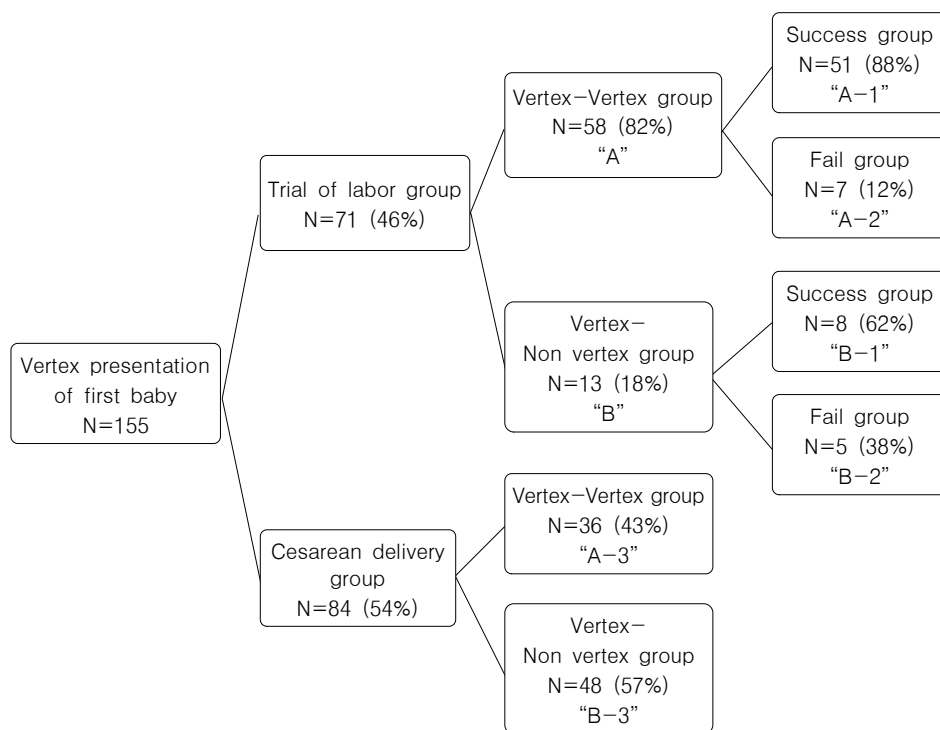 Vertex presentation
of first baby
N=155
Trial of labor group
N=71 (46%)
Cesarean delivery
group
N=84 (54%)
Vertex-Vertex group
N=58 (82%)
“A”
Vertex-
Non vertex group
N=13 (18%)
“B”
Vertex-Vertex group
N=36 (43%)
“A-3”
Vertex-
Non vertex group
N=48 (57%)
“B-3”
Success group
N=51 (88%)
“A-1”
Fail group
N=7 (12%)
“A-2”
Success group
N=8 (62%)
“B-1”
Fail group
N=5 (38%)
“B-2”